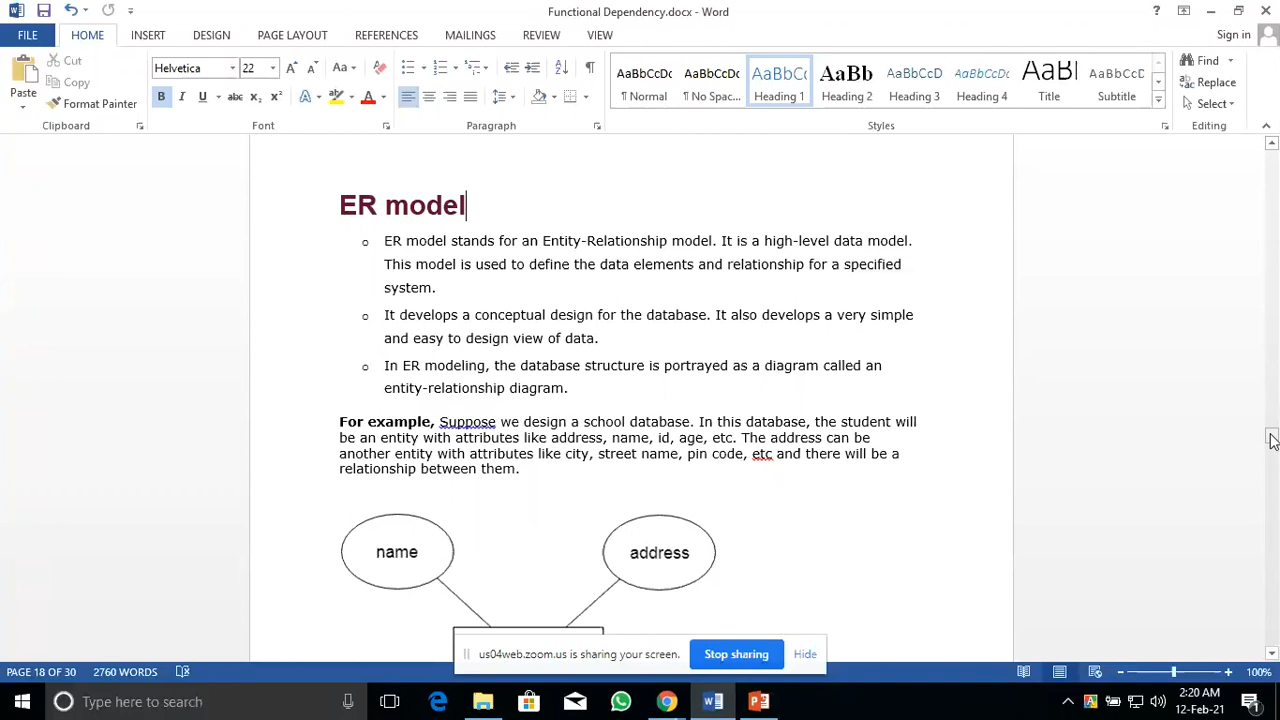 Functional Dependency.docx - Word
FILE HOME INSERT DESIGN PAGE LAYOUT REFERENCES MAILINGS REVIEW VIEW Sign in
Cut
Copy
Format Painter
Paste
Clipboard
Helvetica 22
Font
Paragraph
AaBbCcDc AaBbCcDc AaBbC AaBb AaBbCcD AaBbCcD AaBl AaBbCcD
¶ Normal ¶ No Spac... Heading 1 Heading 2 Heading 3 Heading 4 Title Subtitle
Styles
Find
Replace
Select
Editing
ER model
o ER model stands for an Entity-Relationship model. It is a high-level data model.
This model is used to define the data elements and relationship for a specified
system.
o It develops a conceptual design for the database. It also develops a very simple
and easy to design view of data.
o In ER modeling, the database structure is portrayed as a diagram called an
entity-relationship diagram.
For example, Suppose we design a school database. In this database, the student will
be an entity with attributes like address, name, id, age, etc. The address can be
another entity with attributes like city, street name, pin code, etc and there will be a
relationship between them.
name address
us04web.zoom.us is sharing your screen. Stop sharing Hide
PAGE 18 OF 30 2760 WORDS 100%
Type here to search
2:20 AM
12-Feb-21